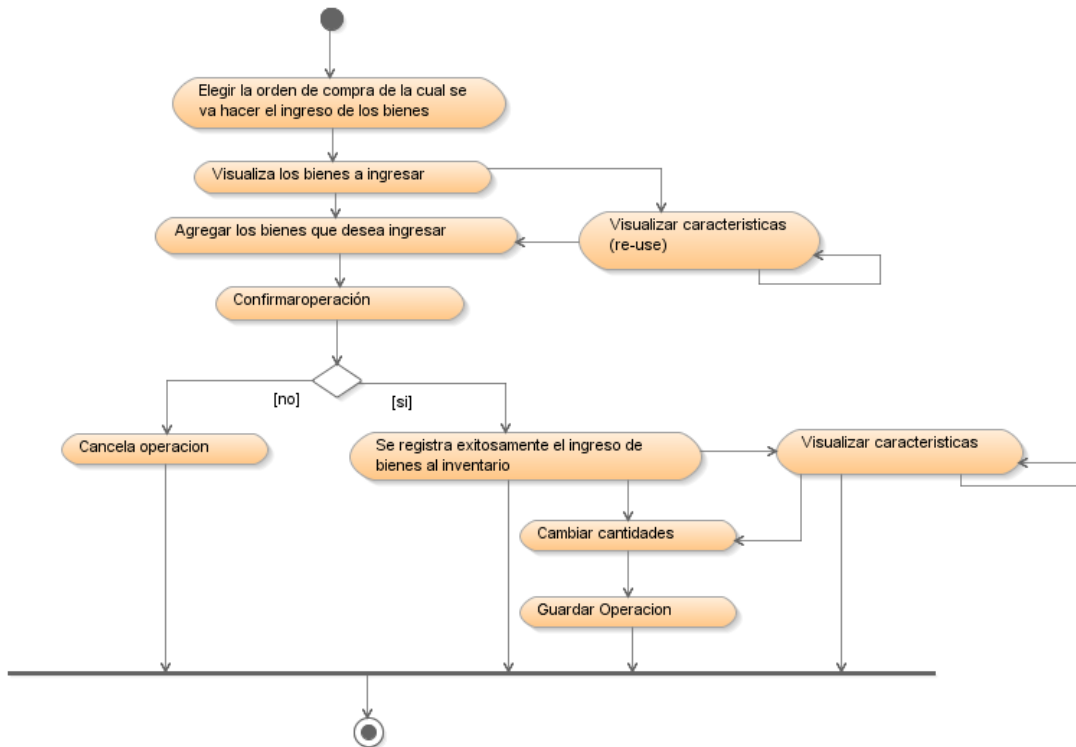 Elegir la orden de compra de la cual se
va hacer el ingreso de los bienes
Visualiza los bienes a ingresar
Agregar los bienes que desea ingresar
Visualizar caracteristicas
(re-use)
Confirmaroperación
[no]
[si]
Cancela operacion
Se registra exitosamente el ingreso de
bienes al inventario
Visualizar caracteristicas
Cambiar cantidades
Guardar Operacion